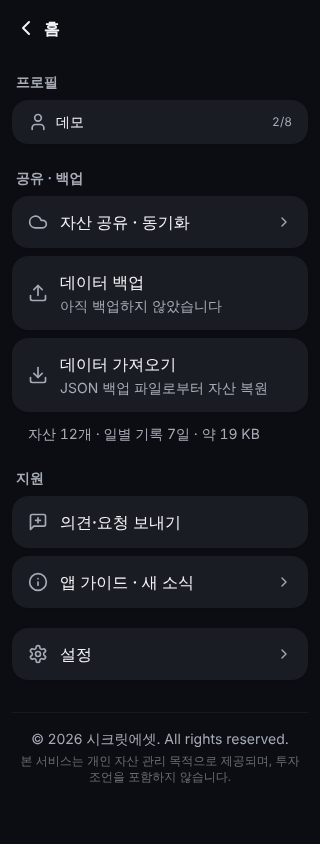 홈
프로필
데모
2/8
공유 · 백업
자산 공유 · 동기화
데이터 백업
아직 백업하지 않았습니다
데이터 가져오기
JSON 백업 파일로부터 자산 복원
자산 12개 · 일별 기록 7일 · 약 19 KB
지원
의견·요청 보내기
앱 가이드 · 새 소식
설정
© 2026 시크릿에셋. All rights reserved.
본 서비스는 개인 자산 관리 목적으로 제공되며, 투자
조언을 포함하지 않습니다.